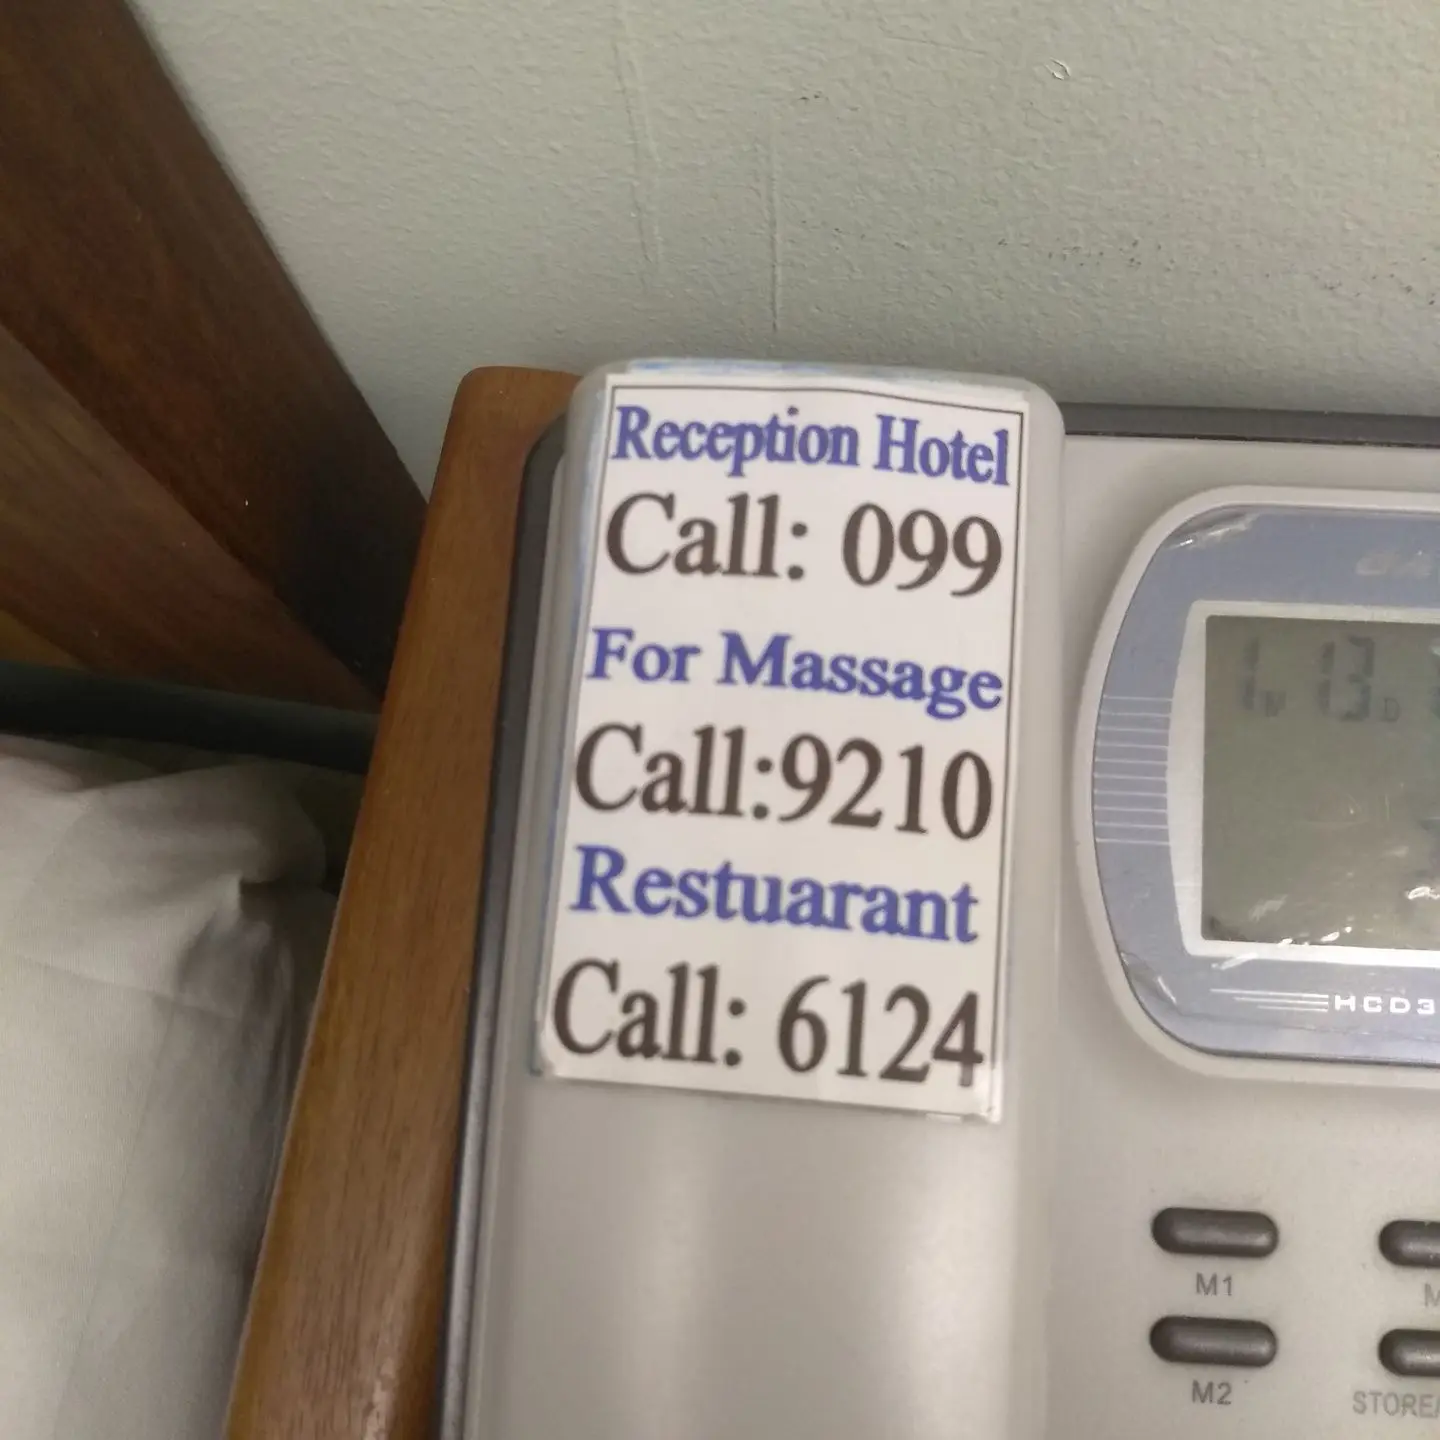 Reception Hotel
Call: 099
For Massage
Call:9210
Restuarant
Call: 6124
HCD3
M1
M2
STORE/